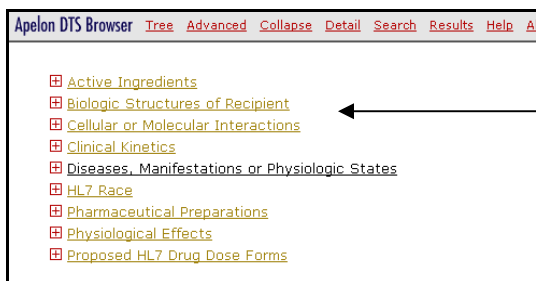 Apelon DTS Browser Tree Advanced Collapse Detail Search Results Help
Active Ingredients
Biologic Structures of Recipient
Cellular or Molecular Interactions
Clinical Kinetics
Diseases, Manifestations or Physiologic States
HL7 Race
Pharmaceutical Preparations
Physiological Effects
Proposed HL7 Drug Dose Forms